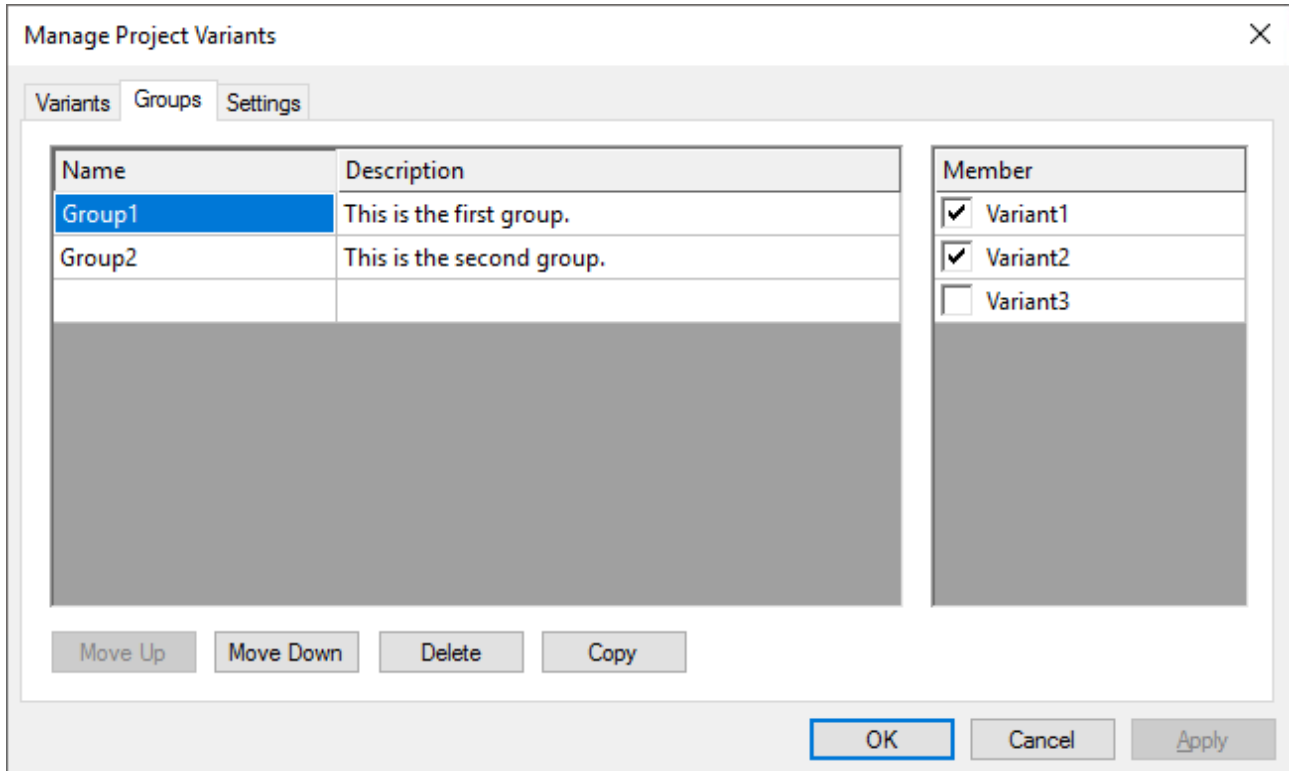 Manage Project Variants
Variants Groups Settings
Name Description Member
Group1 This is the first group. Variant1
Group2 This is the second group. Variant2
Variant3
Move Up Move Down Delete Copy
OK Cancel Apply